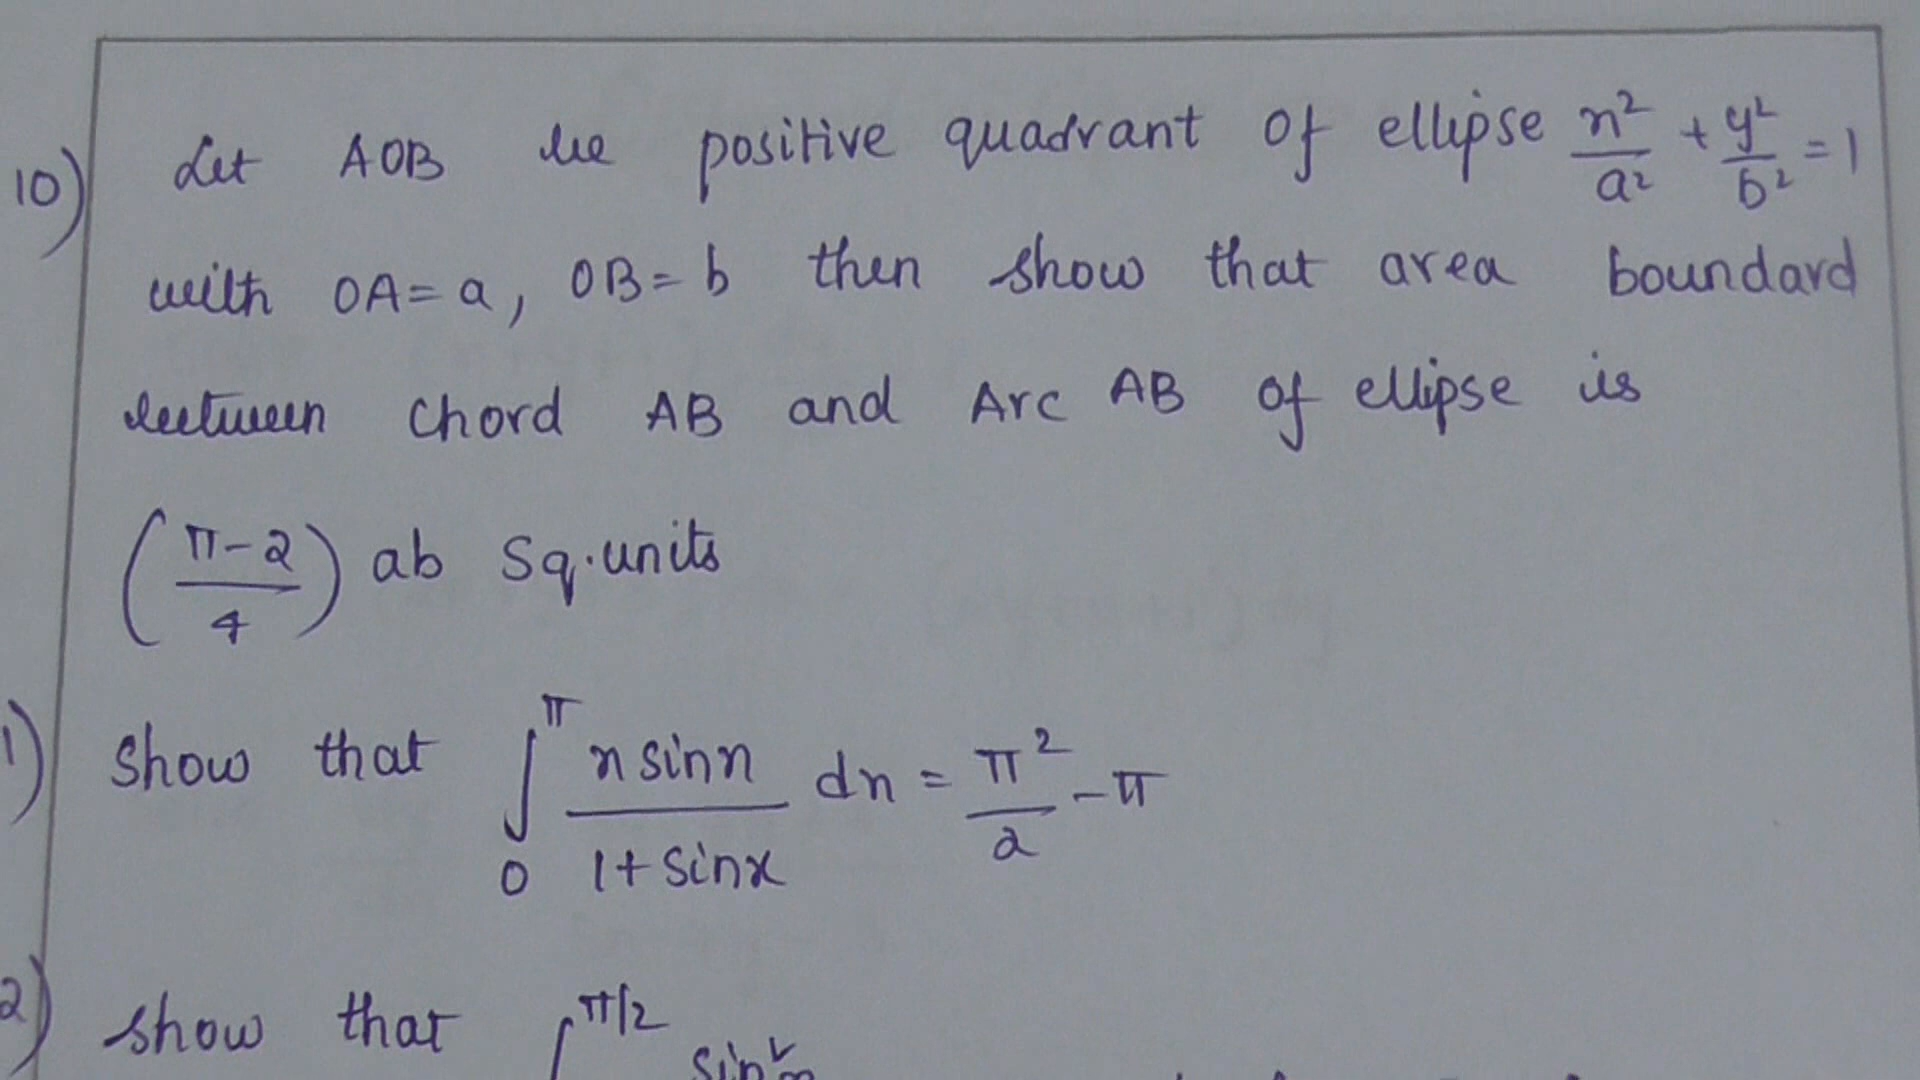 10) Let AOB be positive quadrant of ellipse x²/a² + y²/b² = 1
with OA = a, OB = b then show that area boundard
between chord AB and Arc AB of ellipse is
(π-2/4) ab Sq.units
1) Show that ∫₀^π x sinx/1+sinx dx = π²/2 - π
2) show that ∫^π/2 sin²x